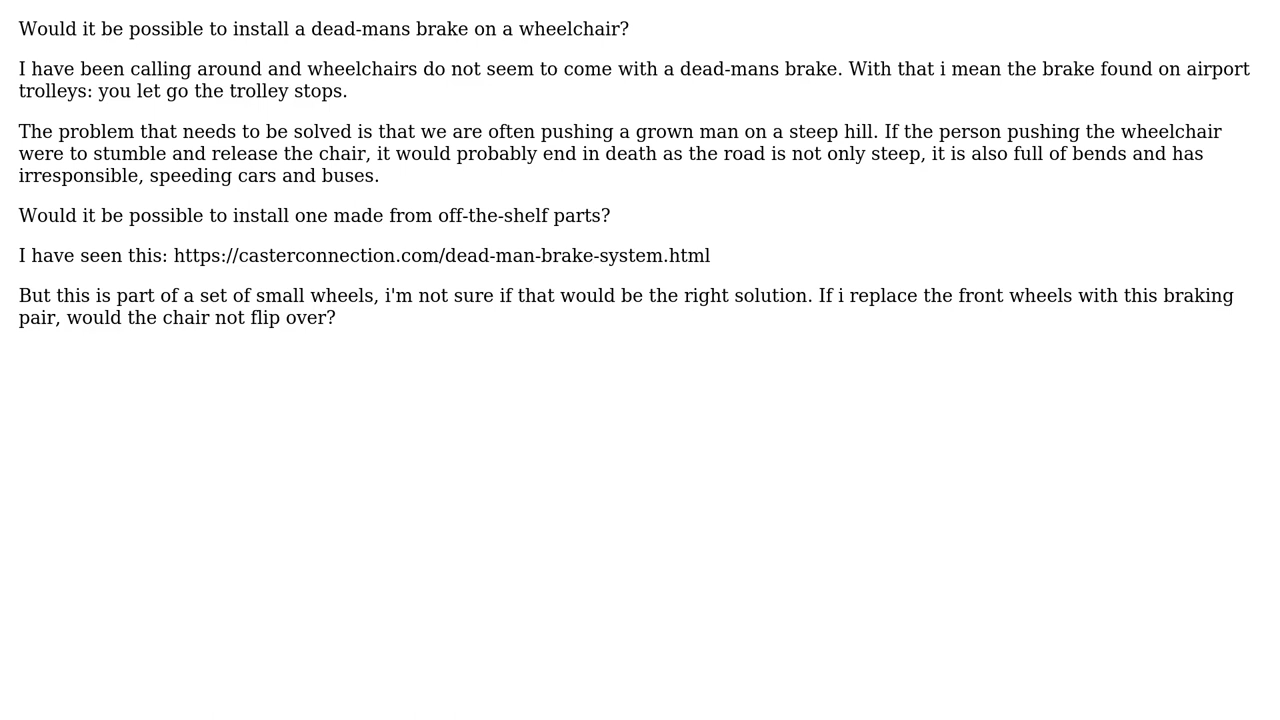 Would it be possible to install a dead-mans brake on a wheelchair?
I have been calling around and wheelchairs do not seem to come with a dead-mans brake. With that i mean the brake found on airport
trolleys: you let go the trolley stops.
The problem that needs to be solved is that we are often pushing a grown man on a steep hill. If the person pushing the wheelchair
were to stumble and release the chair, it would probably end in death as the road is not only steep, it is also full of bends and has
irresponsible, speeding cars and buses.
Would it be possible to install one made from off-the-shelf parts?
I have seen this: https://casterconnection.com/dead-man-brake-system.html
But this is part of a set of small wheels, i'm not sure if that would be the right solution. If i replace the front wheels with this braking
pair, would the chair not flip over?